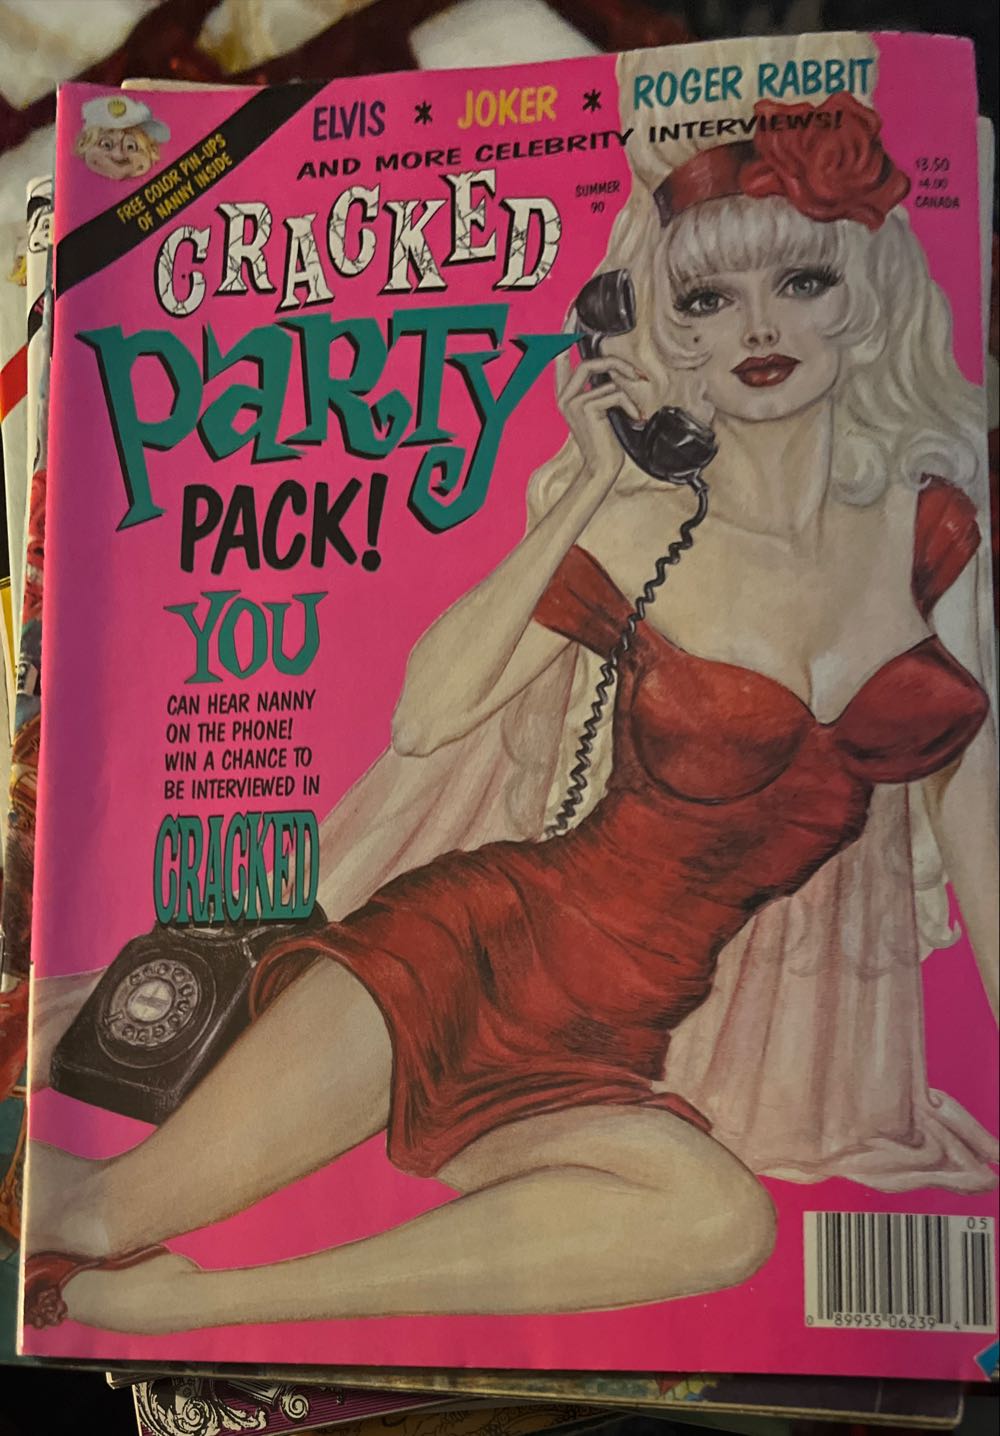 ELVIS * JOKER * ROGER RABBIT
AND MORE CELEBRITY INTERVIEWS!
FREE COLOR PIN-UPS
OF NANNY INSIDE
SUMMER
90
$3.50
$4.00
CANADA
CRACKED
PARTY
PACK!
YOU
CAN HEAR NANNY
ON THE PHONE!
WIN A CHANCE TO
BE INTERVIEWED IN
CRACKED
05
0 89955 06239 4